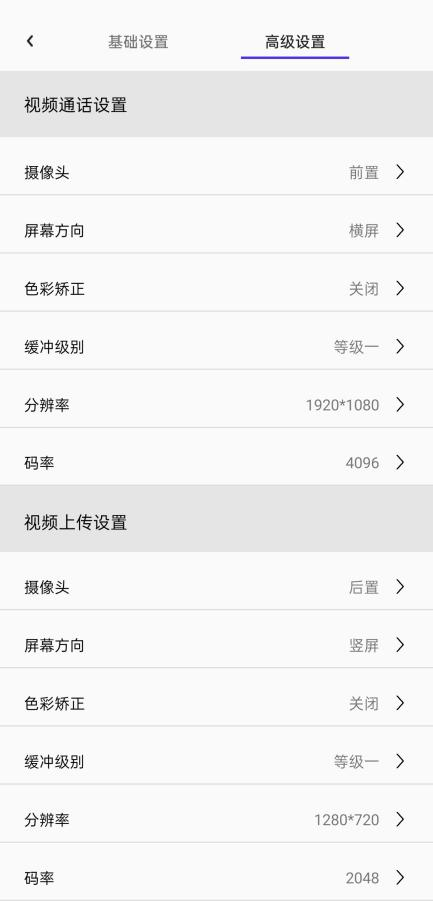 基础设置 高级设置
视频通话设置
摄像头 前置
屏幕方向 横屏
色彩矫正 关闭
缓冲级别 等级一
分辨率 1920*1080
码率 4096
视频上传设置
摄像头 后置
屏幕方向 竖屏
色彩矫正 关闭
缓冲级别 等级一
分辨率 1280*720
码率 2048